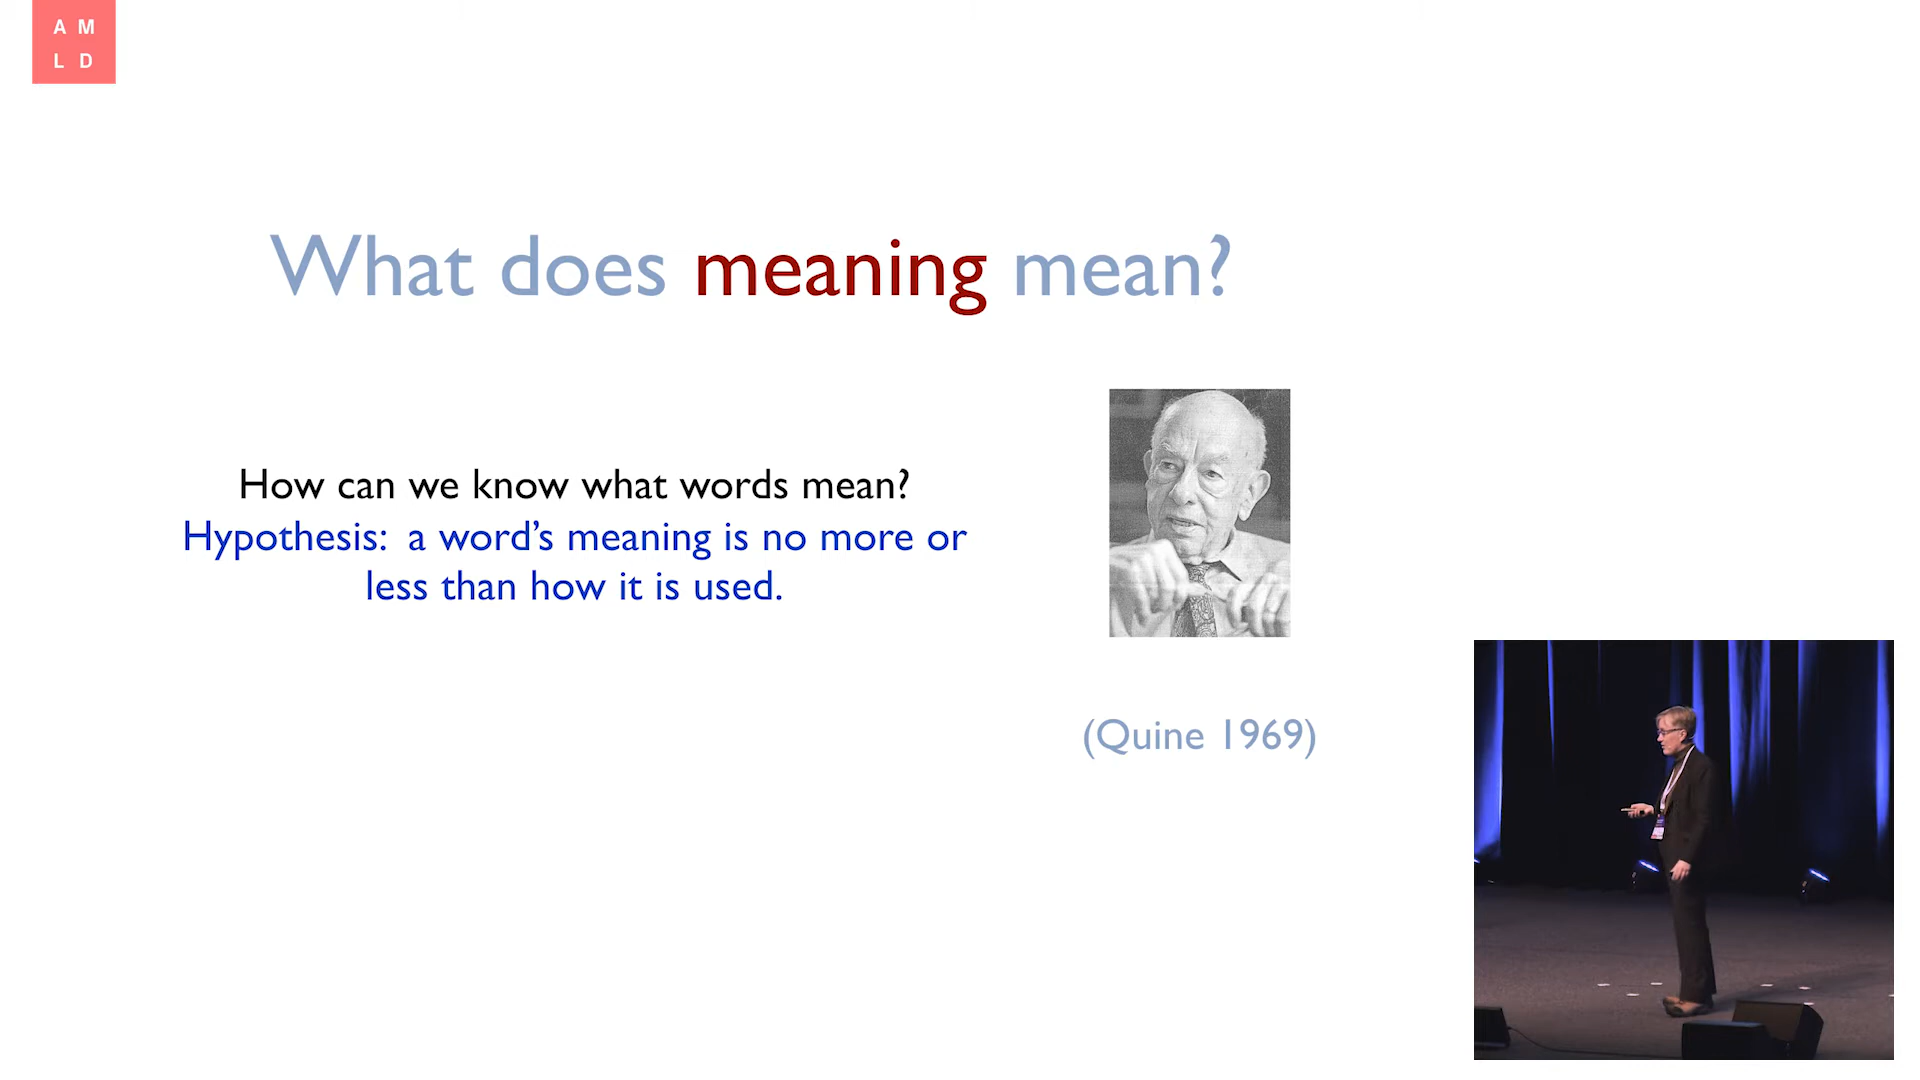 A M
L D
What does meaning mean?
How can we know what words mean?
Hypothesis: a word’s meaning is no more or
less than how it is used.
(Quine 1969)